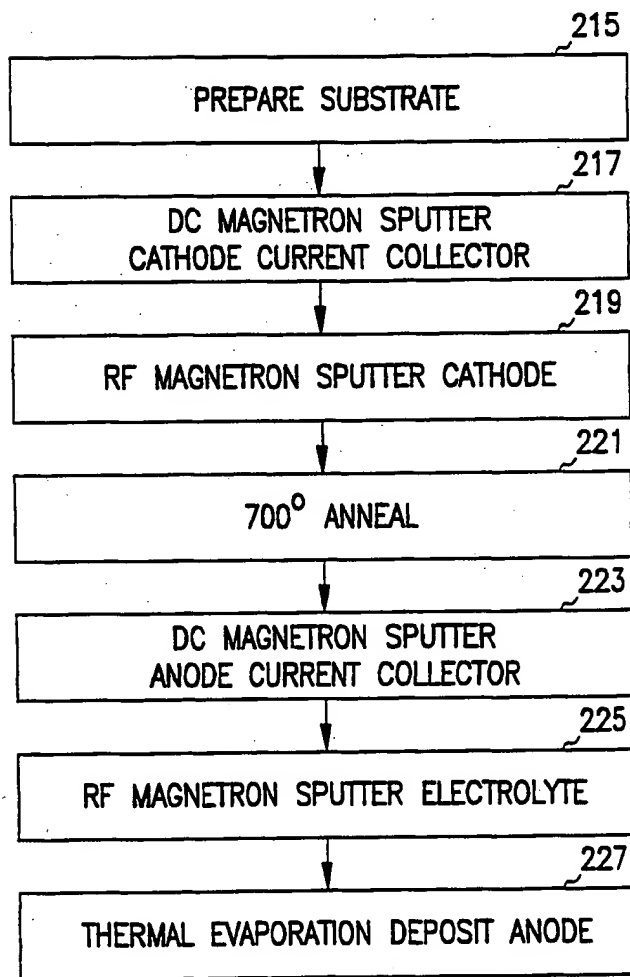 215
PREPARE SUBSTRATE
217
DC MAGNETRON SPUTTER
CATHODE CURRENT COLLECTOR
219
RF MAGNETRON SPUTTER CATHODE
221
700° ANNEAL
223
DC MAGNETRON SPUTTER
ANODE CURRENT COLLECTOR
225
RF MAGNETRON SPUTTER ELECTROLYTE
227
THERMAL EVAPORATION DEPOSIT ANODE